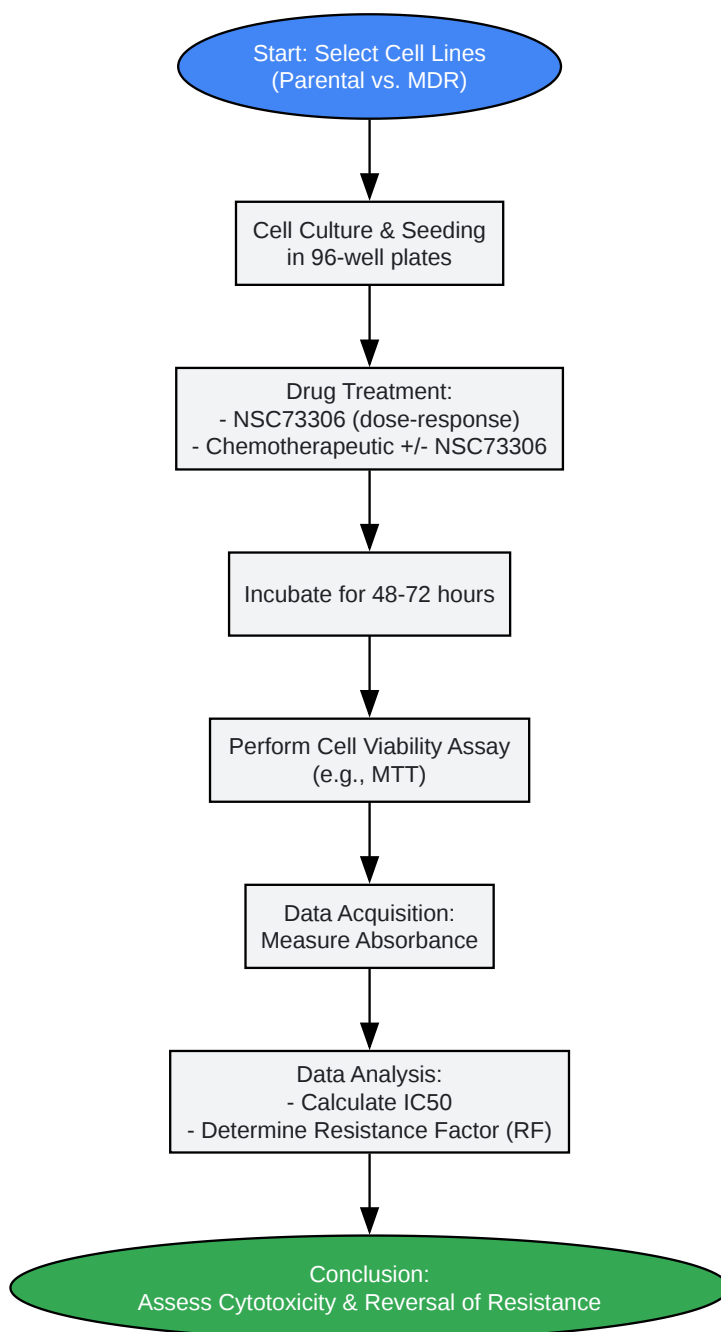 Start: Select Cell Lines
(Parental vs. MDR)
Cell Culture & Seeding
in 96-well plates
Drug Treatment:
- NSC73306 (dose-response)
- Chemotherapeutic +/- NSC73306
Incubate for 48-72 hours
Perform Cell Viability Assay
(e.g., MTT)
Data Acquisition:
Measure Absorbance
Data Analysis:
- Calculate IC50
- Determine Resistance Factor (RF)
Conclusion:
Assess Cytotoxicity & Reversal of Resistance